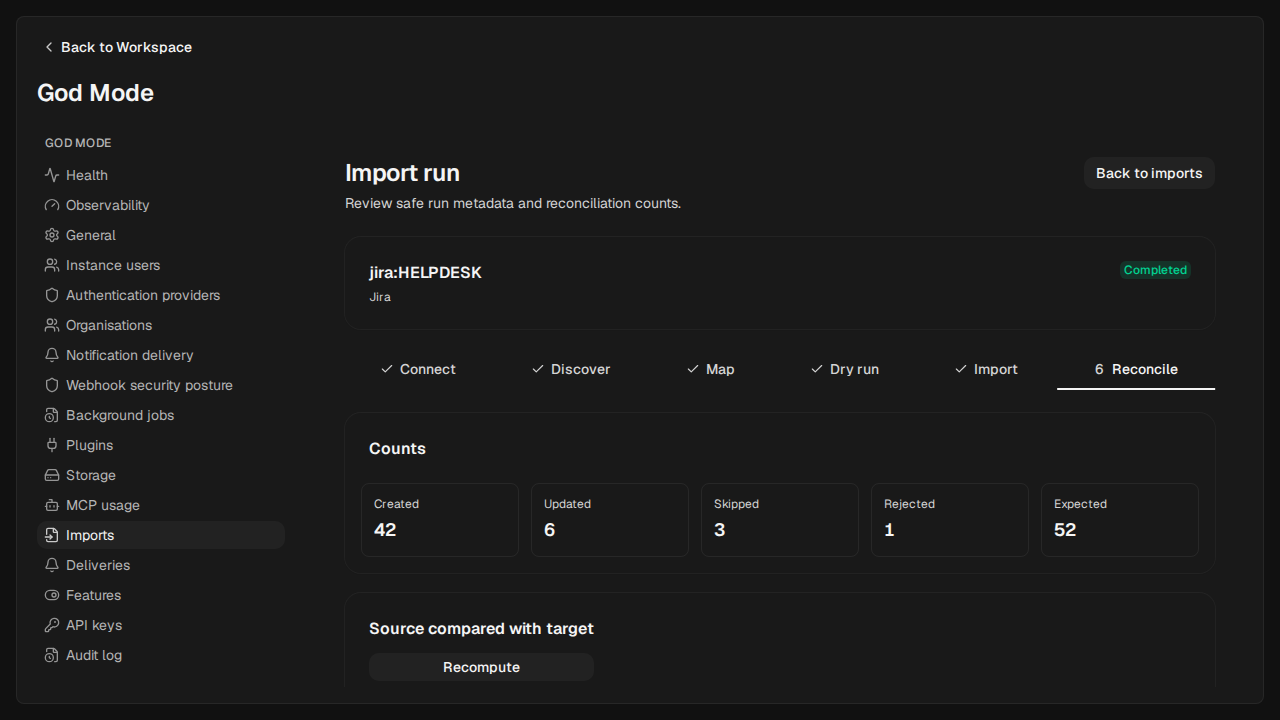 Back to Workspace
God Mode
GOD MODE
Health
Observability
General
Instance users
Authentication providers
Organisations
Notification delivery
Webhook security posture
Background jobs
Plugins
Storage
MCP usage
Imports
Deliveries
Features
API keys
Audit log
Import run
Back to imports
Review safe run metadata and reconciliation counts.
jira:HELPDESK
Completed
Jira
Connect
Discover
Map
Dry run
Import
6 Reconcile
Counts
Created
42
Updated
6
Skipped
3
Rejected
1
Expected
52
Source compared with target
Recompute